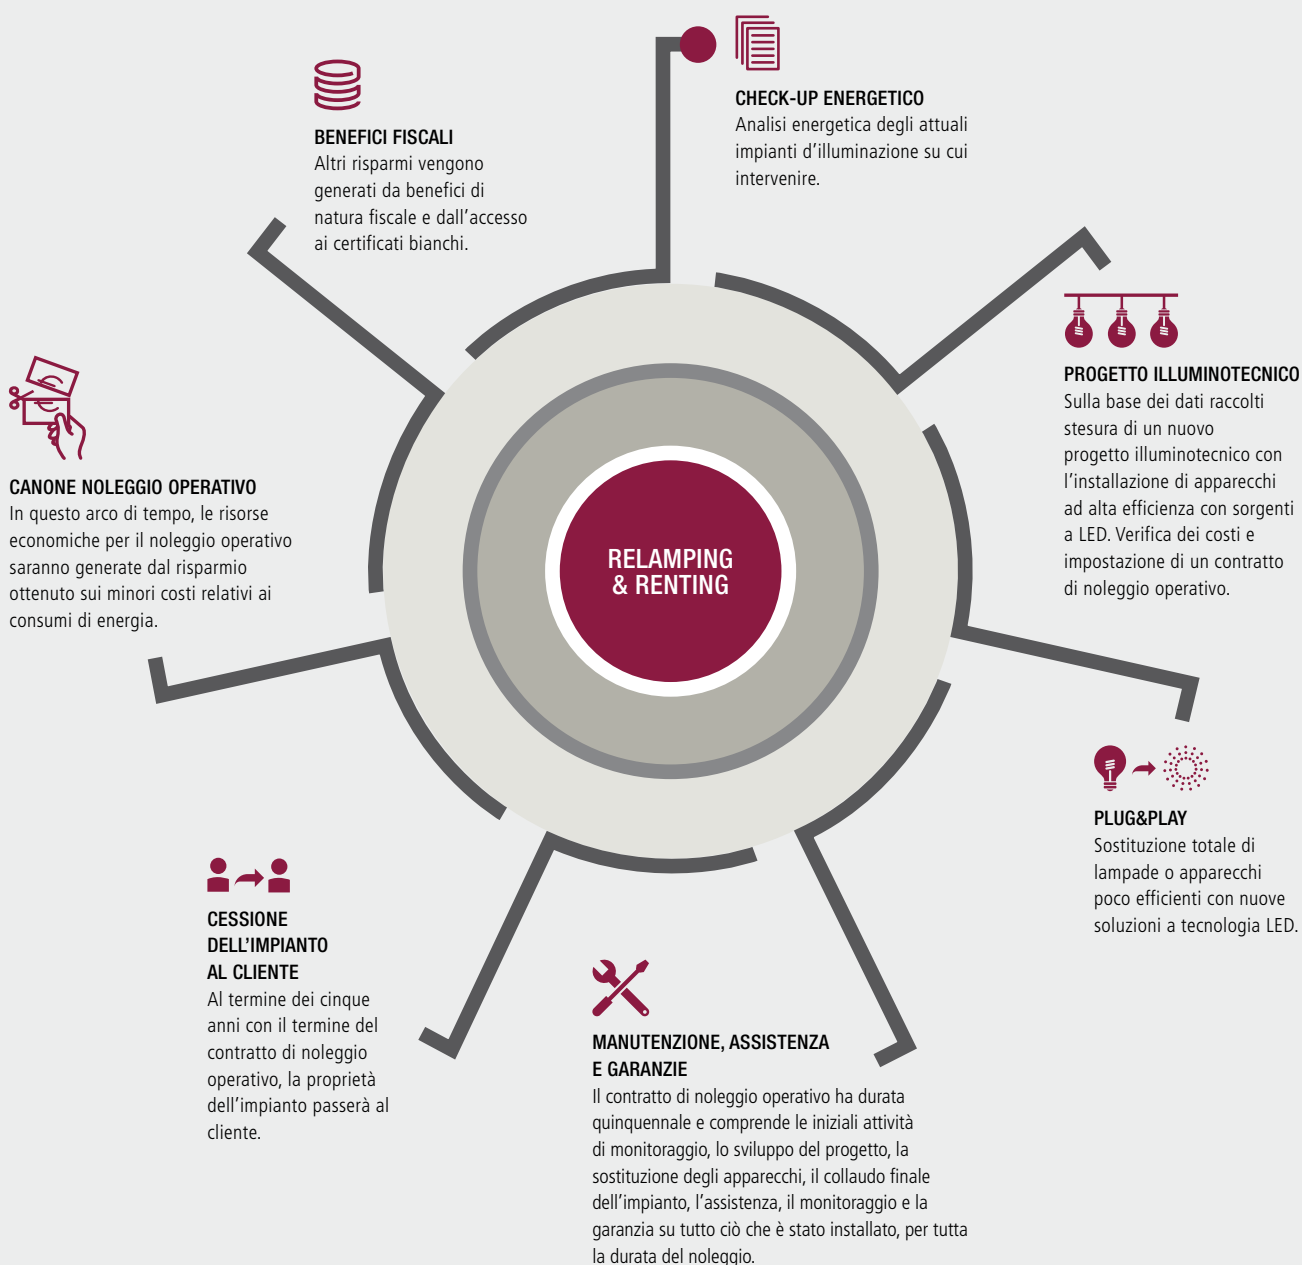 CHECK-UP ENERGETICO
Analisi energetica degli attuali
impianti d’illuminazione su cui
intervenire.
PROGETTO ILLUMINOTECNICO
Sulla base dei dati raccolti
stesura di un nuovo
progetto illuminotecnico con
l’installazione di apparecchi
ad alta efficienza con sorgenti
a LED. Verifica dei costi e
impostazione di un contratto
di noleggio operativo.
PLUG&PLAY
Sostituzione totale di
lampade o apparecchi
poco efficienti con nuove
soluzioni a tecnologia LED.
MANUTENZIONE, ASSISTENZA
E GARANZIE
Il contratto di noleggio operativo ha durata
quinquennale e comprende le iniziali attività
di monitoraggio, lo sviluppo del progetto, la
sostituzione degli apparecchi, il collaudo finale
dell’impianto, l’assistenza, il monitoraggio e la
garanzia su tutto ciò che è stato installato, per tutta
la durata del noleggio.
CESSIONE
DELL’IMPIANTO
AL CLIENTE
Al termine dei cinque
anni con il termine del
contratto di noleggio
operativo, la proprietà
dell’impianto passerà al
cliente.
CANONE NOLEGGIO OPERATIVO
In questo arco di tempo, le risorse
economiche per il noleggio operativo
saranno generate dal risparmio
ottenuto sui minori costi relativi ai
consumi di energia.
BENEFICI FISCALI
Altri risparmi vengono
generati da benefici di
natura fiscale e dall’accesso
ai certificati bianchi.
RELAMPING
& RENTING